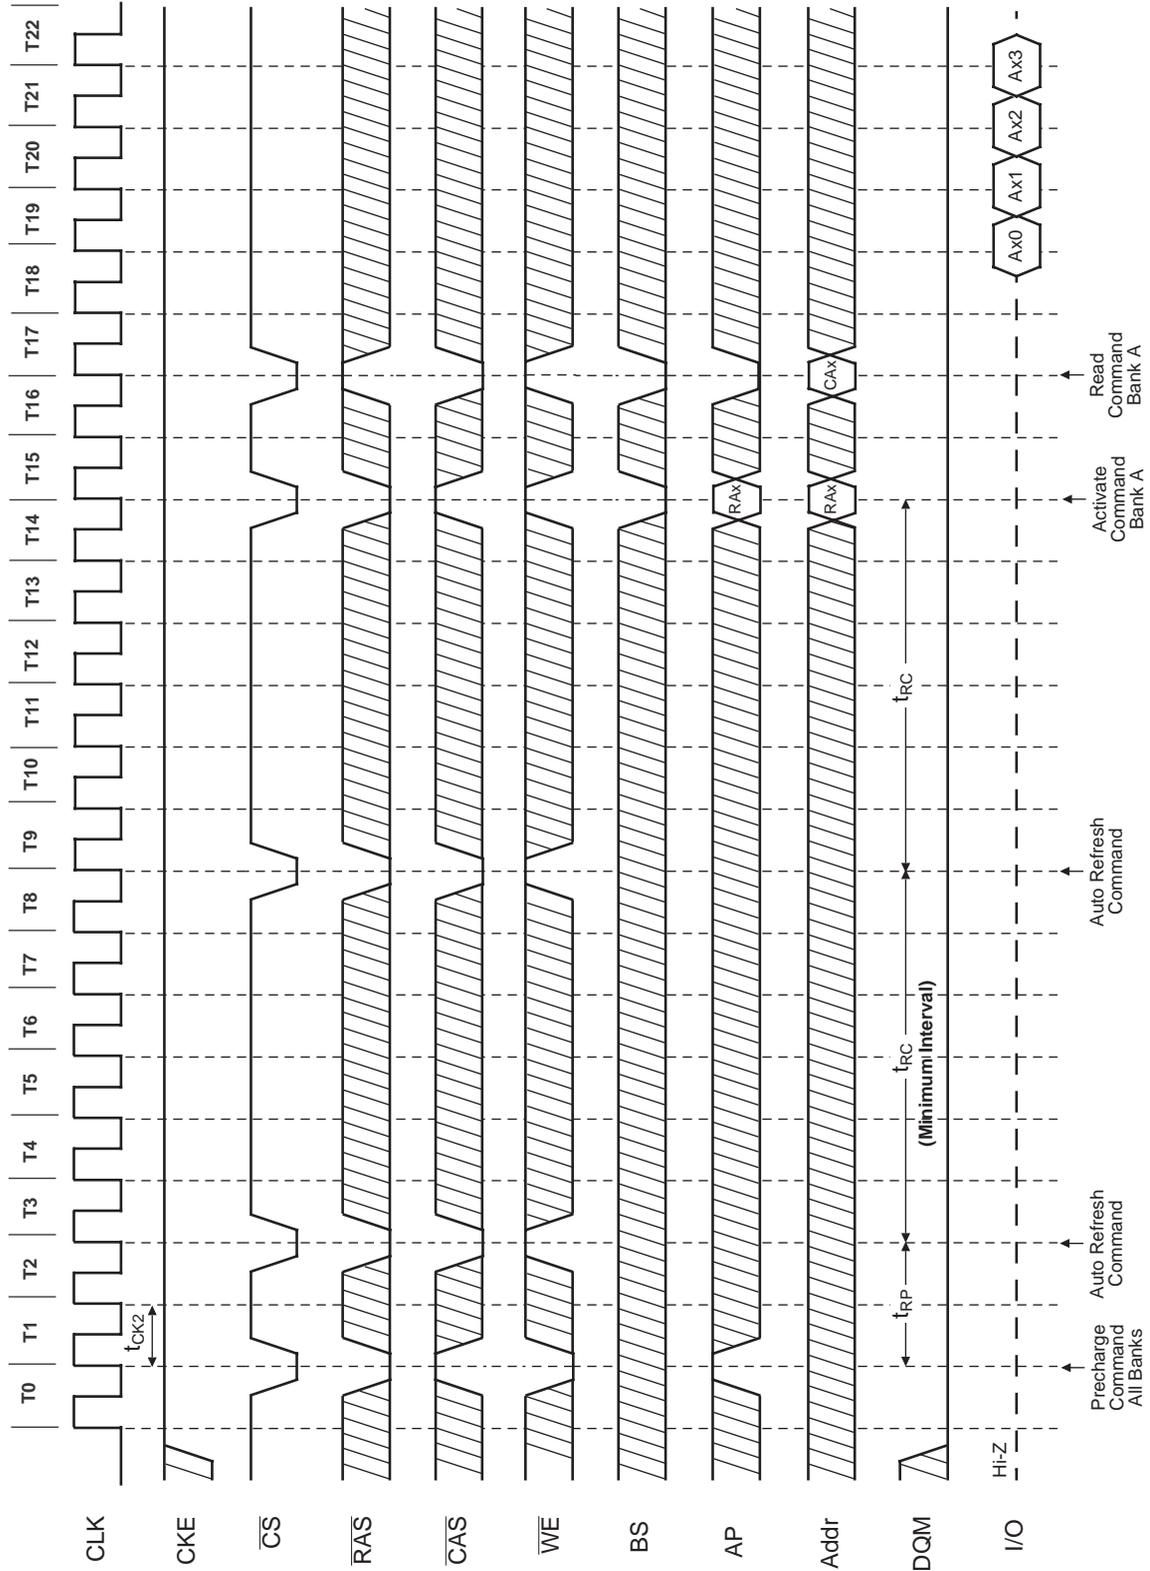 T0 T1 T2 T3 T4 T5 T6 T7 T8 T9 T10 T11 T12 T13 T14 T15 T16 T17 T18 T19 T20 T21 T22
CLK
tCK2
CKE
CS
RAS
CAS
WE
BS
AP
RAx
Addr
RAx CAx
DQM
tRP tRC tRC
(Minimum Interval)
Hi-Z
I/O
Ax0 Ax1 Ax2 Ax3
Precharge
Command
All Banks
Auto Refresh
Command
Auto Refresh
Command
Activate
Command
Bank A
Read
Command
Bank A